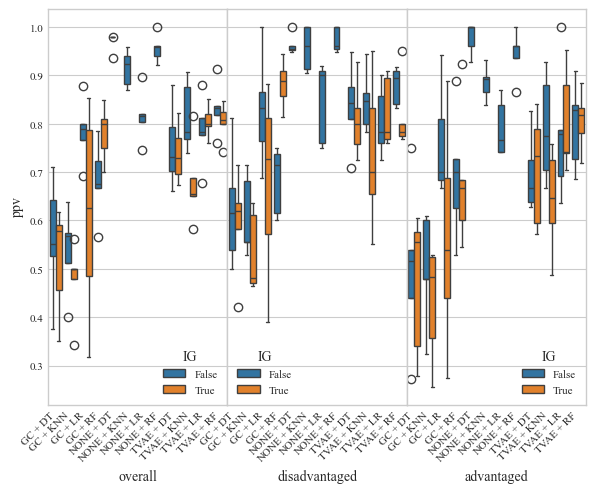 ppv
1.0
0.9
0.8
0.7
0.6
0.5
0.4
0.3
IG
False
True
IG
False
True
IG
False
True
GC + DT
GC + KNN
GC + LR
GC + RF
NONE + DT
NONE + KNN
NONE + LR
NONE + RF
TVAE + DT
TVAE + KNN
TVAE + LR
TVAE + RF
GC + DT
GC + KNN
GC + LR
GC + RF
NONE + DT
NONE + KNN
NONE + LR
NONE + RF
TVAE + DT
TVAE + KNN
TVAE + LR
TVAE + RF
GC + DT
GC + KNN
GC + LR
GC + RF
NONE + DT
NONE + KNN
NONE + LR
NONE + RF
TVAE + DT
TVAE + KNN
TVAE + LR
TVAE + RF
overall
disadvantaged
advantaged